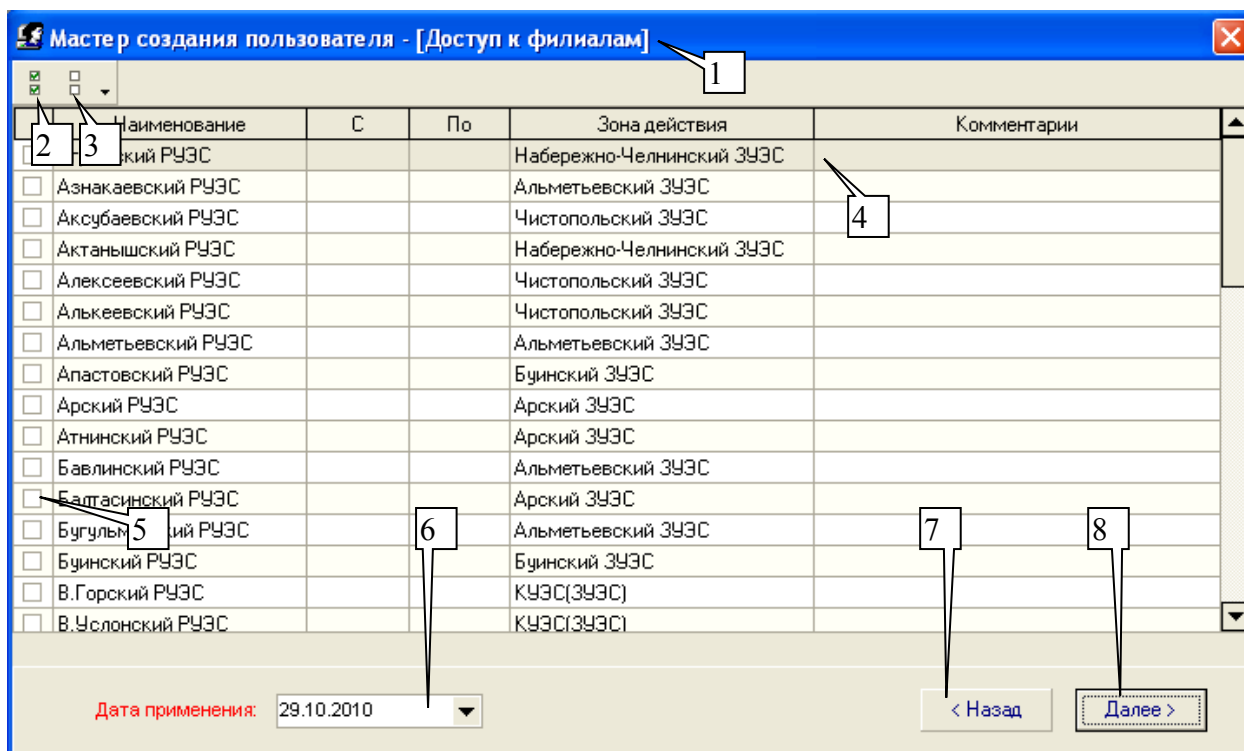 Мастер создания пользователя - [Доступ к филиалам]
1
2 3
Наименование С По Зона действия Комментарии
РУЭС Набережно-Челнинский ЗУЭС
4
Азнакаевский РУЭС Альметьевский ЗУЭС
Аксубаевский РУЭС Чистопольский ЗУЭС
Актанышский РУЭС Набережно-Челнинский ЗУЭС
Алексеевский РУЭС Чистопольский ЗУЭС
Алькеевский РУЭС Чистопольский ЗУЭС
Альметьевский РУЭС Альметьевский ЗУЭС
Апастовский РУЭС Буинский ЗУЭС
Арский РУЭС Арский ЗУЭС
Атнинский РУЭС Арский ЗУЭС
Бавлинский РУЭС Альметьевский ЗУЭС
Балтасинский РУЭС Арский ЗУЭС
5 6 7 8
РУЭС Альметьевский ЗУЭС
Буинский РУЭС Буинский ЗУЭС
В.Горский РУЭС КУЭС(ЗУЭС)
В.Услонский РУЭС КУЭС(ЗУЭС)
Дата применения: 29.10.2010 < Назад Далее >